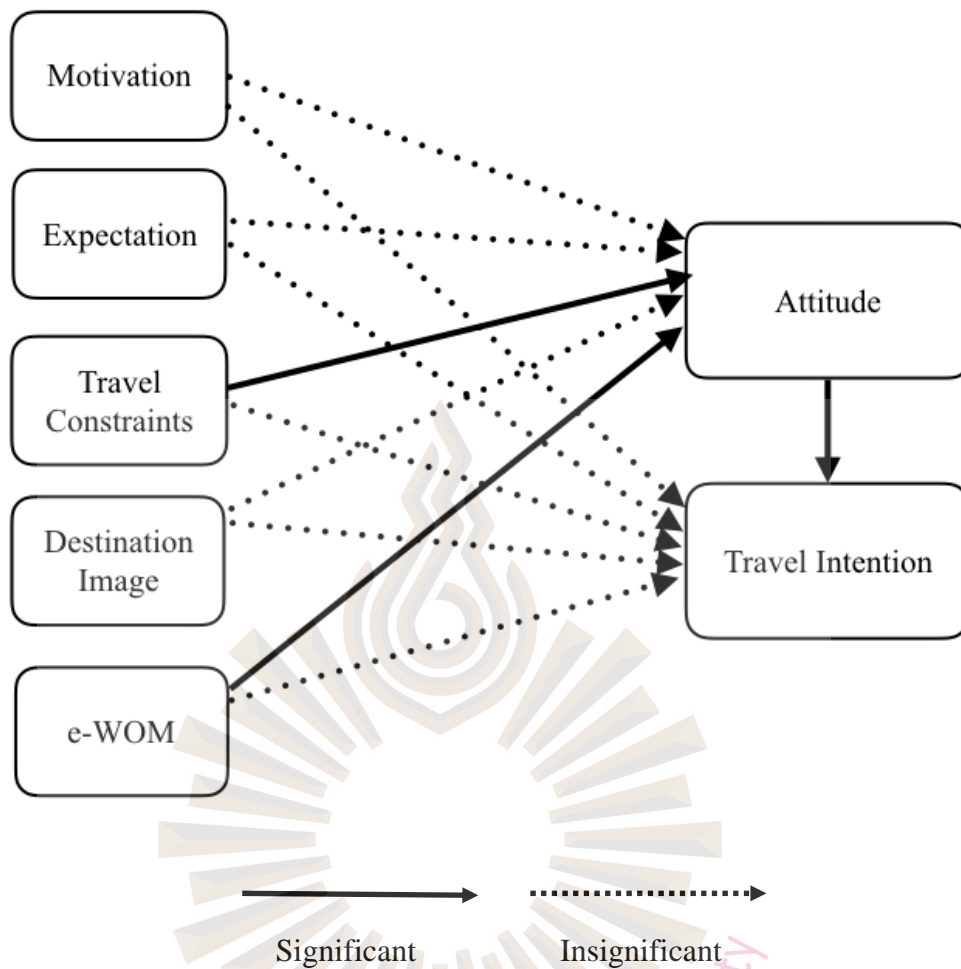 Motivation
Expectation
Travel
Constraints
Destination
Image
e-WOM
Attitude
Travel Intention
Significant
Insignificant